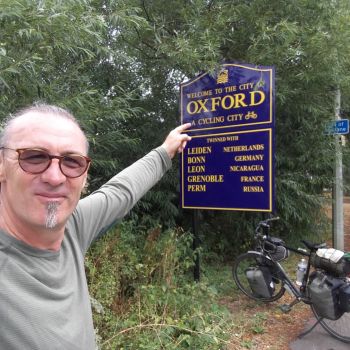 WELCOME TO THE CITY
OXFORD
A CYCLING CITY
TWINNED WITH
LEIDEN NETHERLANDS
BONN GERMANY
LEON NICARAGUA
GRENOBLE FRANCE
PERM RUSSIA